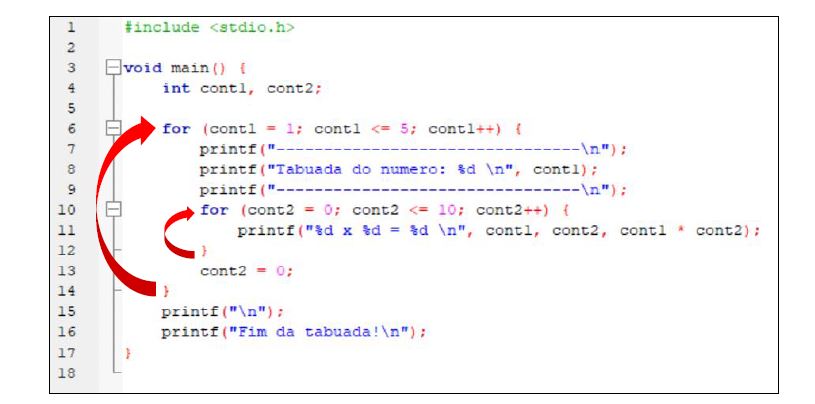 1 #include <stdio.h>
2
3 void main() {
4 int cont1, cont2;
5
6 for (cont1 = 1; cont1 <= 5; cont1++) {
7 printf("--------------------------------\n");
8 printf("Tabuada do numero: %d \n", cont1);
9 printf("--------------------------------\n");
10 for (cont2 = 0; cont2 <= 10; cont2++) {
11 printf("%d x %d = %d \n", cont1, cont2, cont1 * cont2);
12 }
13 cont2 = 0;
14 }
15 printf("\n");
16 printf("Fim da tabuada!\n");
17 }
18